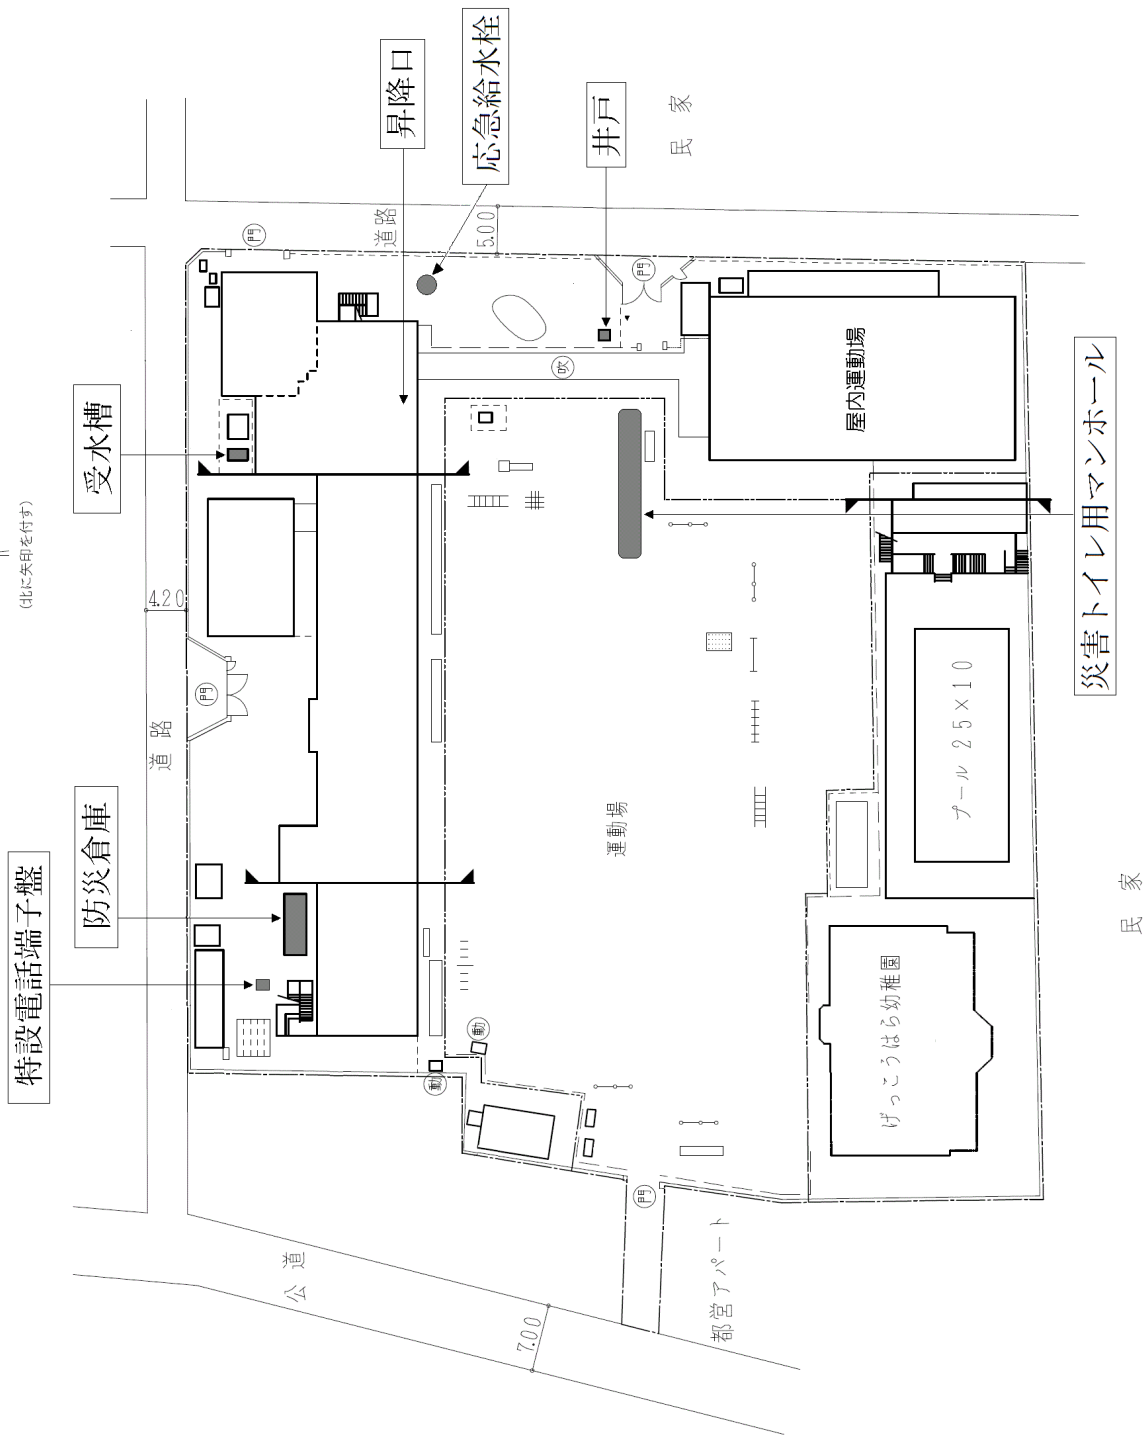 昇降口
応急給水栓
井戸
民家
道路
5.00
門
門
吹
屋内運動場
受水槽
災害トイレ用マンホール
(北に矢印を付す)
4.20
門
道路
プール 25×10
運動場
防災倉庫
特設電話端子盤
民家
げっこうはら幼稚園
動
動
門
公道
都営アパート
7.00